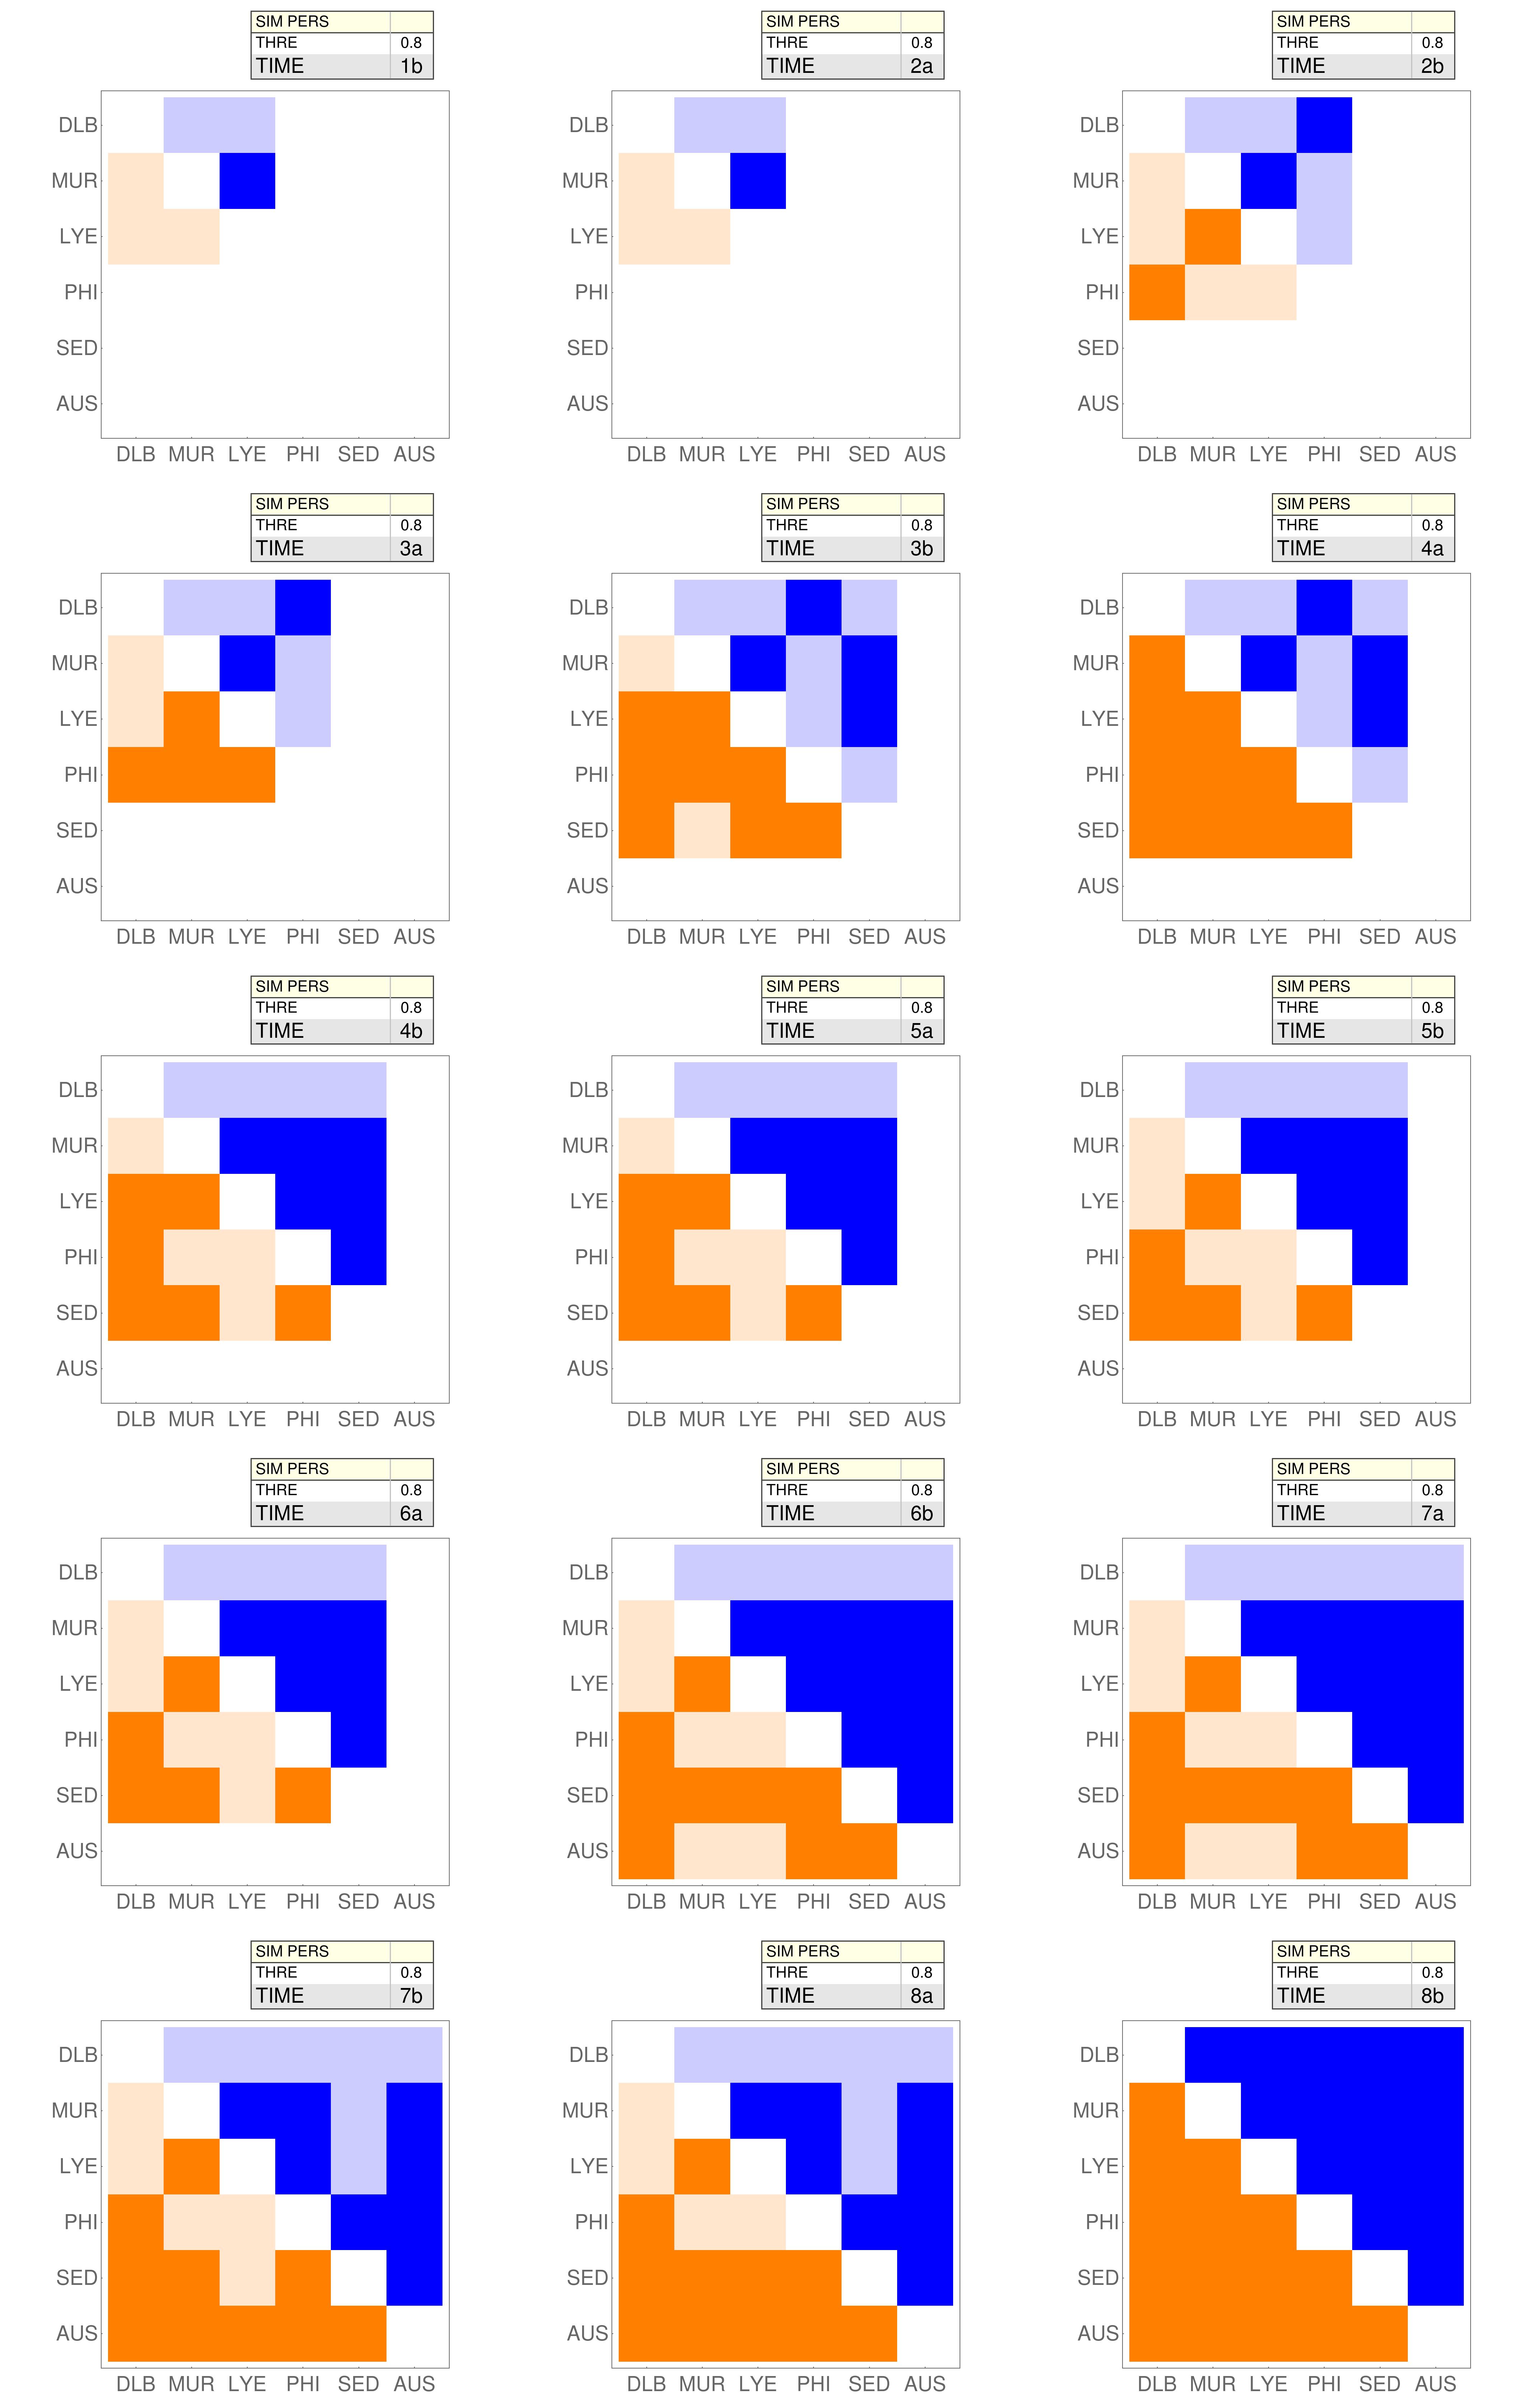 SIM PERS SIM PERS SIM PERS
THRE 0.8 THRE 0.8 THRE 0.8
TIME 1b TIME 2a TIME 2b
DLB DLB DLB
MUR MUR MUR
LYE LYE LYE
PHI PHI PHI
SED SED SED
AUS AUS AUS
DLB MUR LYE PHI SED AUS DLB MUR LYE PHI SED AUS DLB MUR LYE PHI SED AUS
SIM PERS SIM PERS SIM PERS
THRE 0.8 THRE 0.8 THRE 0.8
TIME 3a TIME 3b TIME 4a
DLB DLB DLB
MUR MUR MUR
LYE LYE LYE
PHI PHI PHI
SED SED SED
AUS AUS AUS
DLB MUR LYE PHI SED AUS DLB MUR LYE PHI SED AUS DLB MUR LYE PHI SED AUS
SIM PERS SIM PERS SIM PERS
THRE 0.8 THRE 0.8 THRE 0.8
TIME 4b TIME 5a TIME 5b
DLB DLB DLB
MUR MUR MUR
LYE LYE LYE
PHI PHI PHI
SED SED SED
AUS AUS AUS
DLB MUR LYE PHI SED AUS DLB MUR LYE PHI SED AUS DLB MUR LYE PHI SED AUS
SIM PERS SIM PERS SIM PERS
THRE 0.8 THRE 0.8 THRE 0.8
TIME 6a TIME 6b TIME 7a
DLB DLB DLB
MUR MUR MUR
LYE LYE LYE
PHI PHI PHI
SED SED SED
AUS AUS AUS
DLB MUR LYE PHI SED AUS DLB MUR LYE PHI SED AUS DLB MUR LYE PHI SED AUS
SIM PERS SIM PERS SIM PERS
THRE 0.8 THRE 0.8 THRE 0.8
TIME 7b TIME 8a TIME 8b
DLB DLB DLB
MUR MUR MUR
LYE LYE LYE
PHI PHI PHI
SED SED SED
AUS AUS AUS
DLB MUR LYE PHI SED AUS DLB MUR LYE PHI SED AUS DLB MUR LYE PHI SED AUS